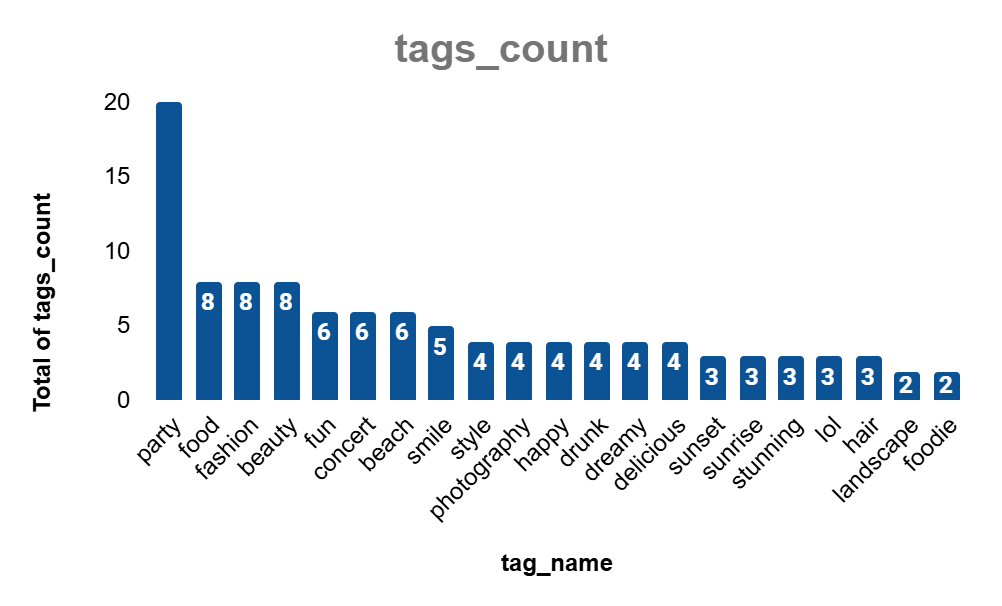 tags_count
Total of tags_count
20
15
10
5
0
8 8 8 6 6 6 5 4 4 4 4 4 4 3 3 3 3 3 2 2
party food fashion beauty fun concert beach smile style photography happy drunk dreamy delicious sunset sunrise stunning lol hair landscape foodie
tag_name